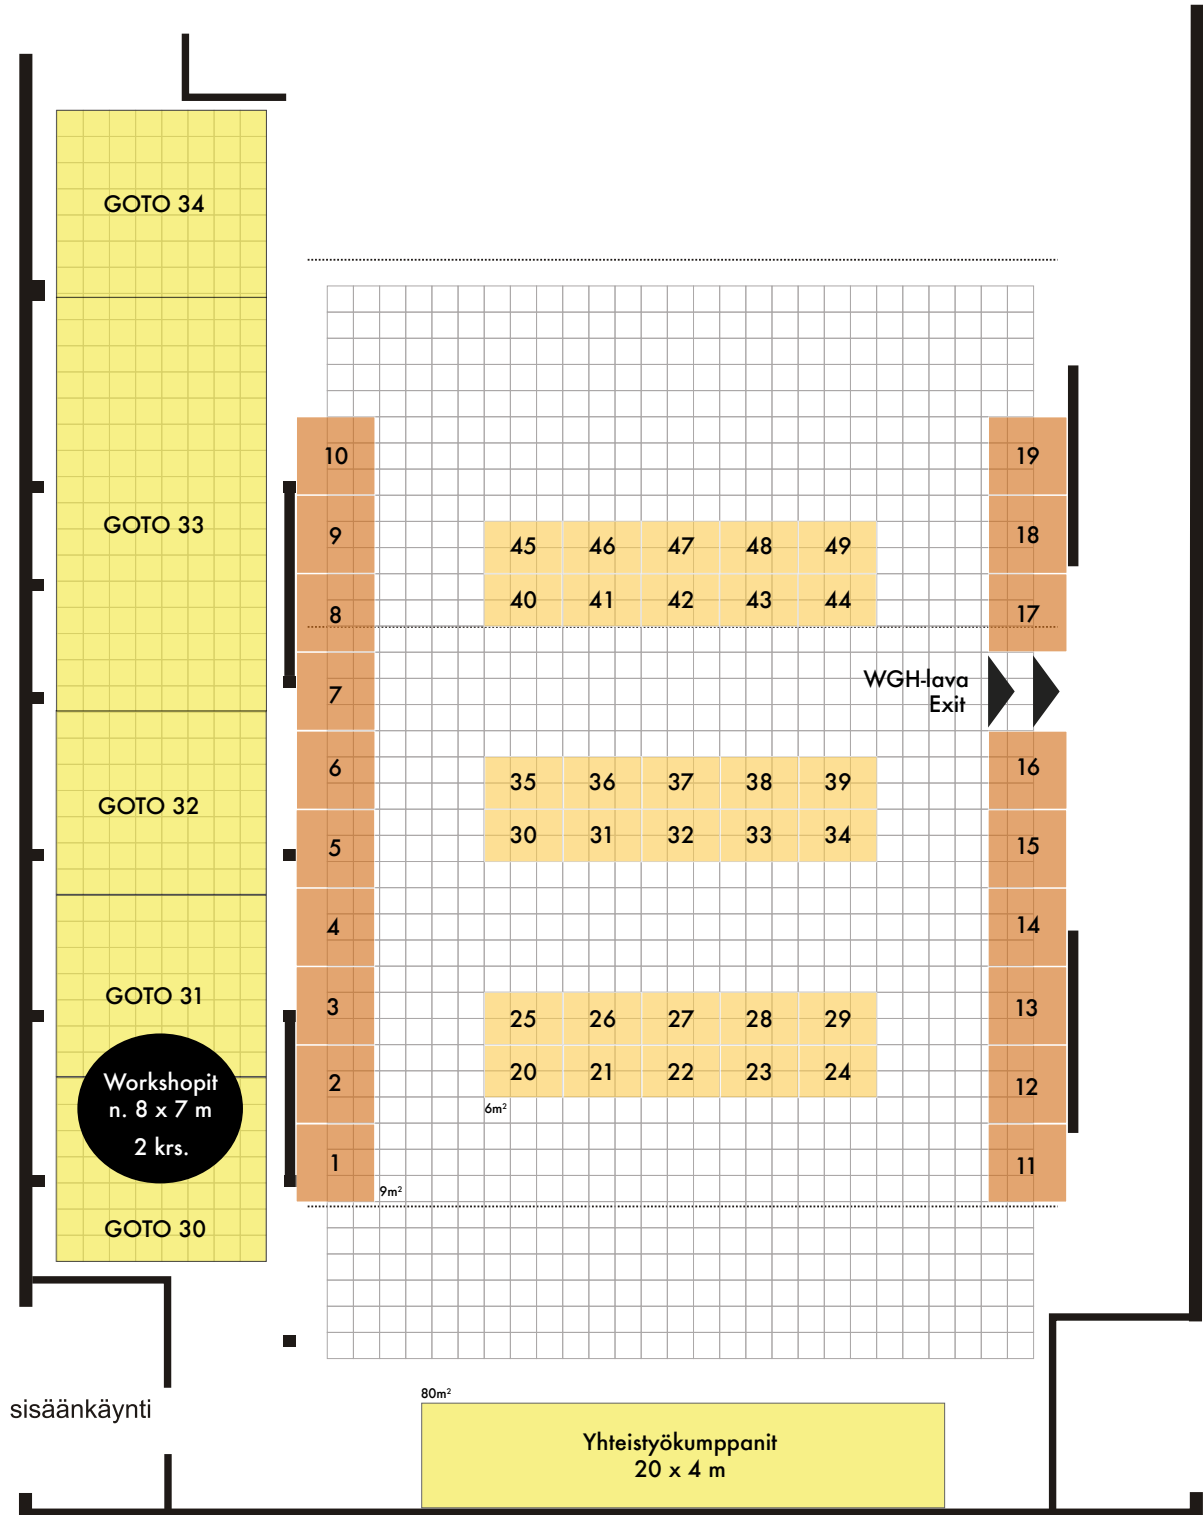 GOTO 34
GOTO 33
GOTO 32
GOTO 31
Workshopit
n. 8 x 7 m
2 krs.
GOTO 30
sisäänkäynti
10
9
8
7
6
5
4
3
2
1
9m²
45 46 47 48 49
40 41 42 43 44
35 36 37 38 39
30 31 32 33 34
25 26 27 28 29
20 21 22 23 24
6m²
19
18
17
WGH-lava
Exit
16
15
14
13
12
11
80m²
Yhteistyökumppanit
20 x 4 m